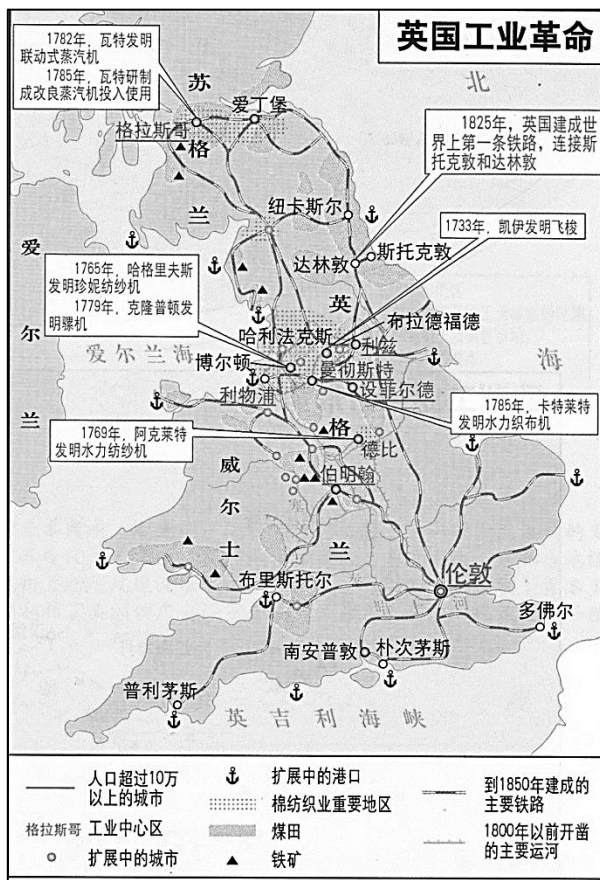 英国工业革命
1782年，瓦特发明
联动式蒸汽机
1785年，瓦特研制
成改良蒸汽机投入使用
北
苏
爱丁堡
格拉斯哥
格
1825年，英国建成世
界上第一条铁路，连接斯
托克敦和达林敦
兰
纽卡斯尔
1733年，凯伊发明飞梭
爱
斯托克敦
达林敦
1765年，哈格里夫斯
发明珍妮纺纱机
1779年，克隆普顿发
明骡机
英
布拉德福德
哈利法克斯
利兹
尔
爱尔兰海
海
博尔顿
曼彻斯特
利物浦
设菲尔德
兰
1785年，卡特莱特
发明水力织布机
格
1769年，阿克莱特
发明水力纺纱机
德比
威
伯明翰
尔
兰
士
伦敦
布里斯托尔
泰晤士河
多佛尔
南安普敦
朴次茅斯
普利茅斯
英吉利海峡
人口超过10万
以上的城市
扩展中的港口
到1850年建成的
主要铁路
棉纺织业重要地区
格拉斯哥
工业中心区
煤田
1800年以前开凿
的主要运河
扩展中的城市
铁矿